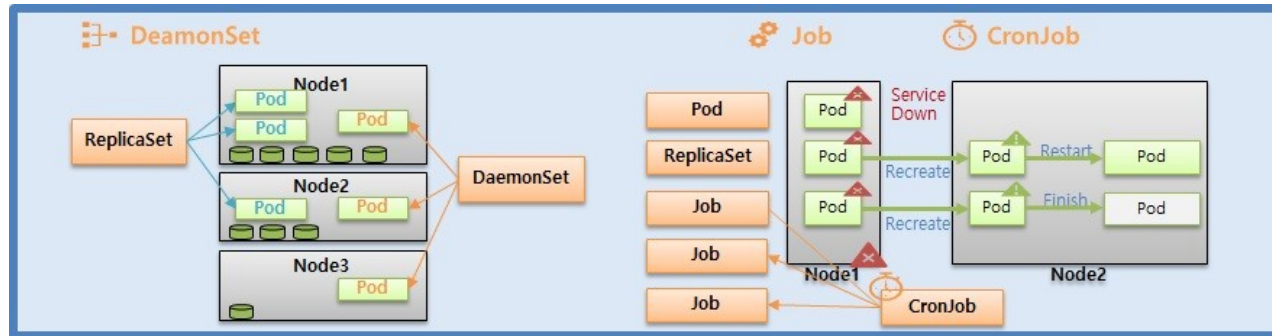 DeamonSet
Node1
Pod
Pod
Pod
ReplicaSet
Node2
Pod
Pod
DaemonSet
Node3
Pod
Job
CronJob
Pod
ReplicaSet
Job
Job
Job
Pod
Service
Down
Pod
Recreate
Pod
Restart
Pod
Pod
Recreate
Pod
Finish
Pod
Node1
Node2
CronJob